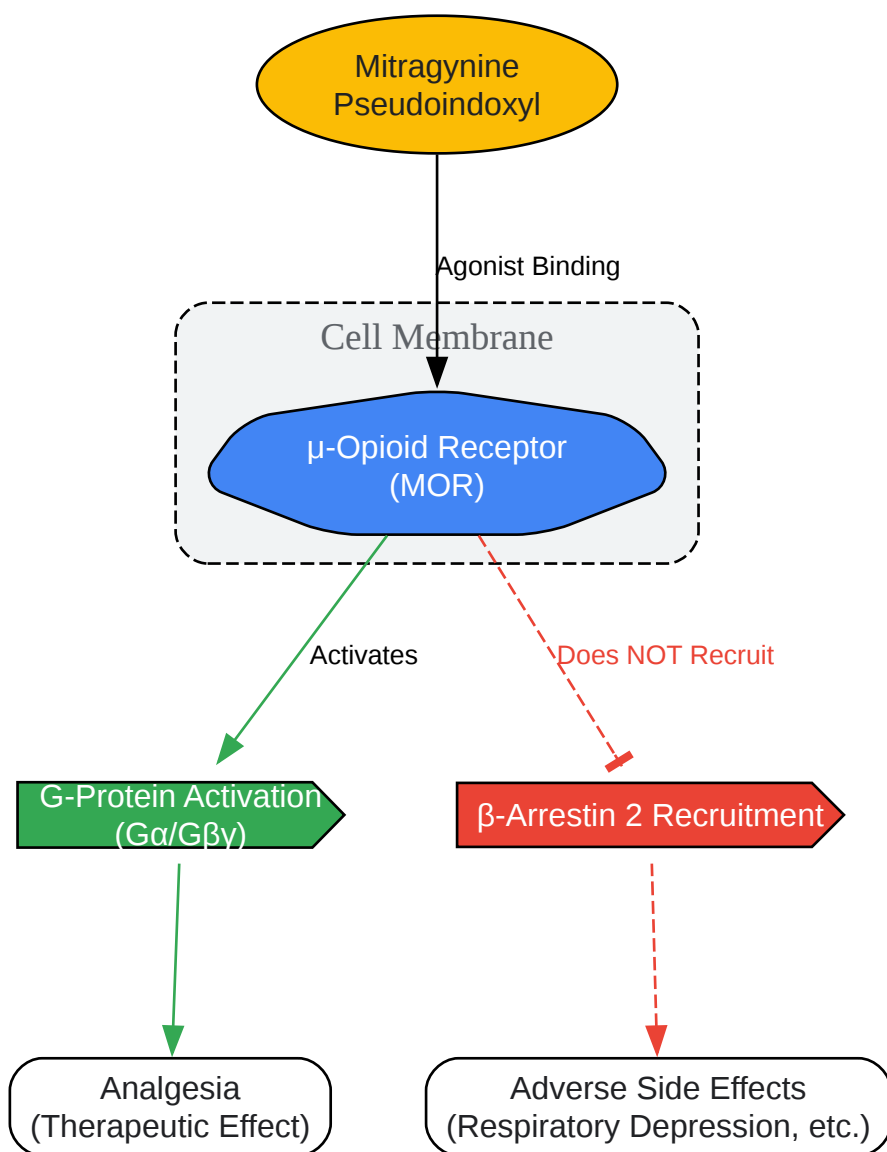 Mitragynine
Pseudoindoxyl
Agonist Binding
Cell Membrane
μ-Opioid Receptor
(MOR)
Activates
Does NOT Recruit
G-Protein Activation
(Gα/Gβγ)
β-Arrestin 2 Recruitment
Analgesia
(Therapeutic Effect)
Adverse Side Effects
(Respiratory Depression, etc.)